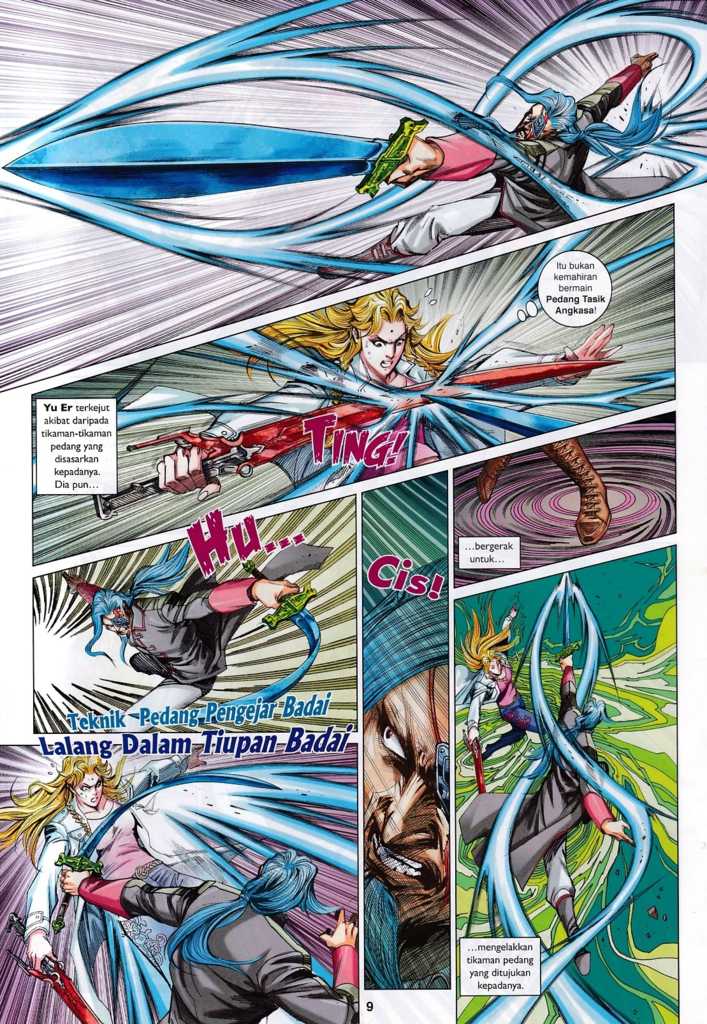 Itu bukan
kemahiran
bermain
Pedang Tasik
Angkasa!
Yu Er terkejut
akibat daripada
tikaman-tikaman
pedang yang
disasarkan
kepadanya.
Dia pun...
TING!
...bergerak
untuk...
HU...
CIS!
Teknik Pedang Pengejar Badai
Lalang Dalam Tiupan Badai
...mengelakkan
tikaman pedang
yang ditujukan
kepadanya.
9